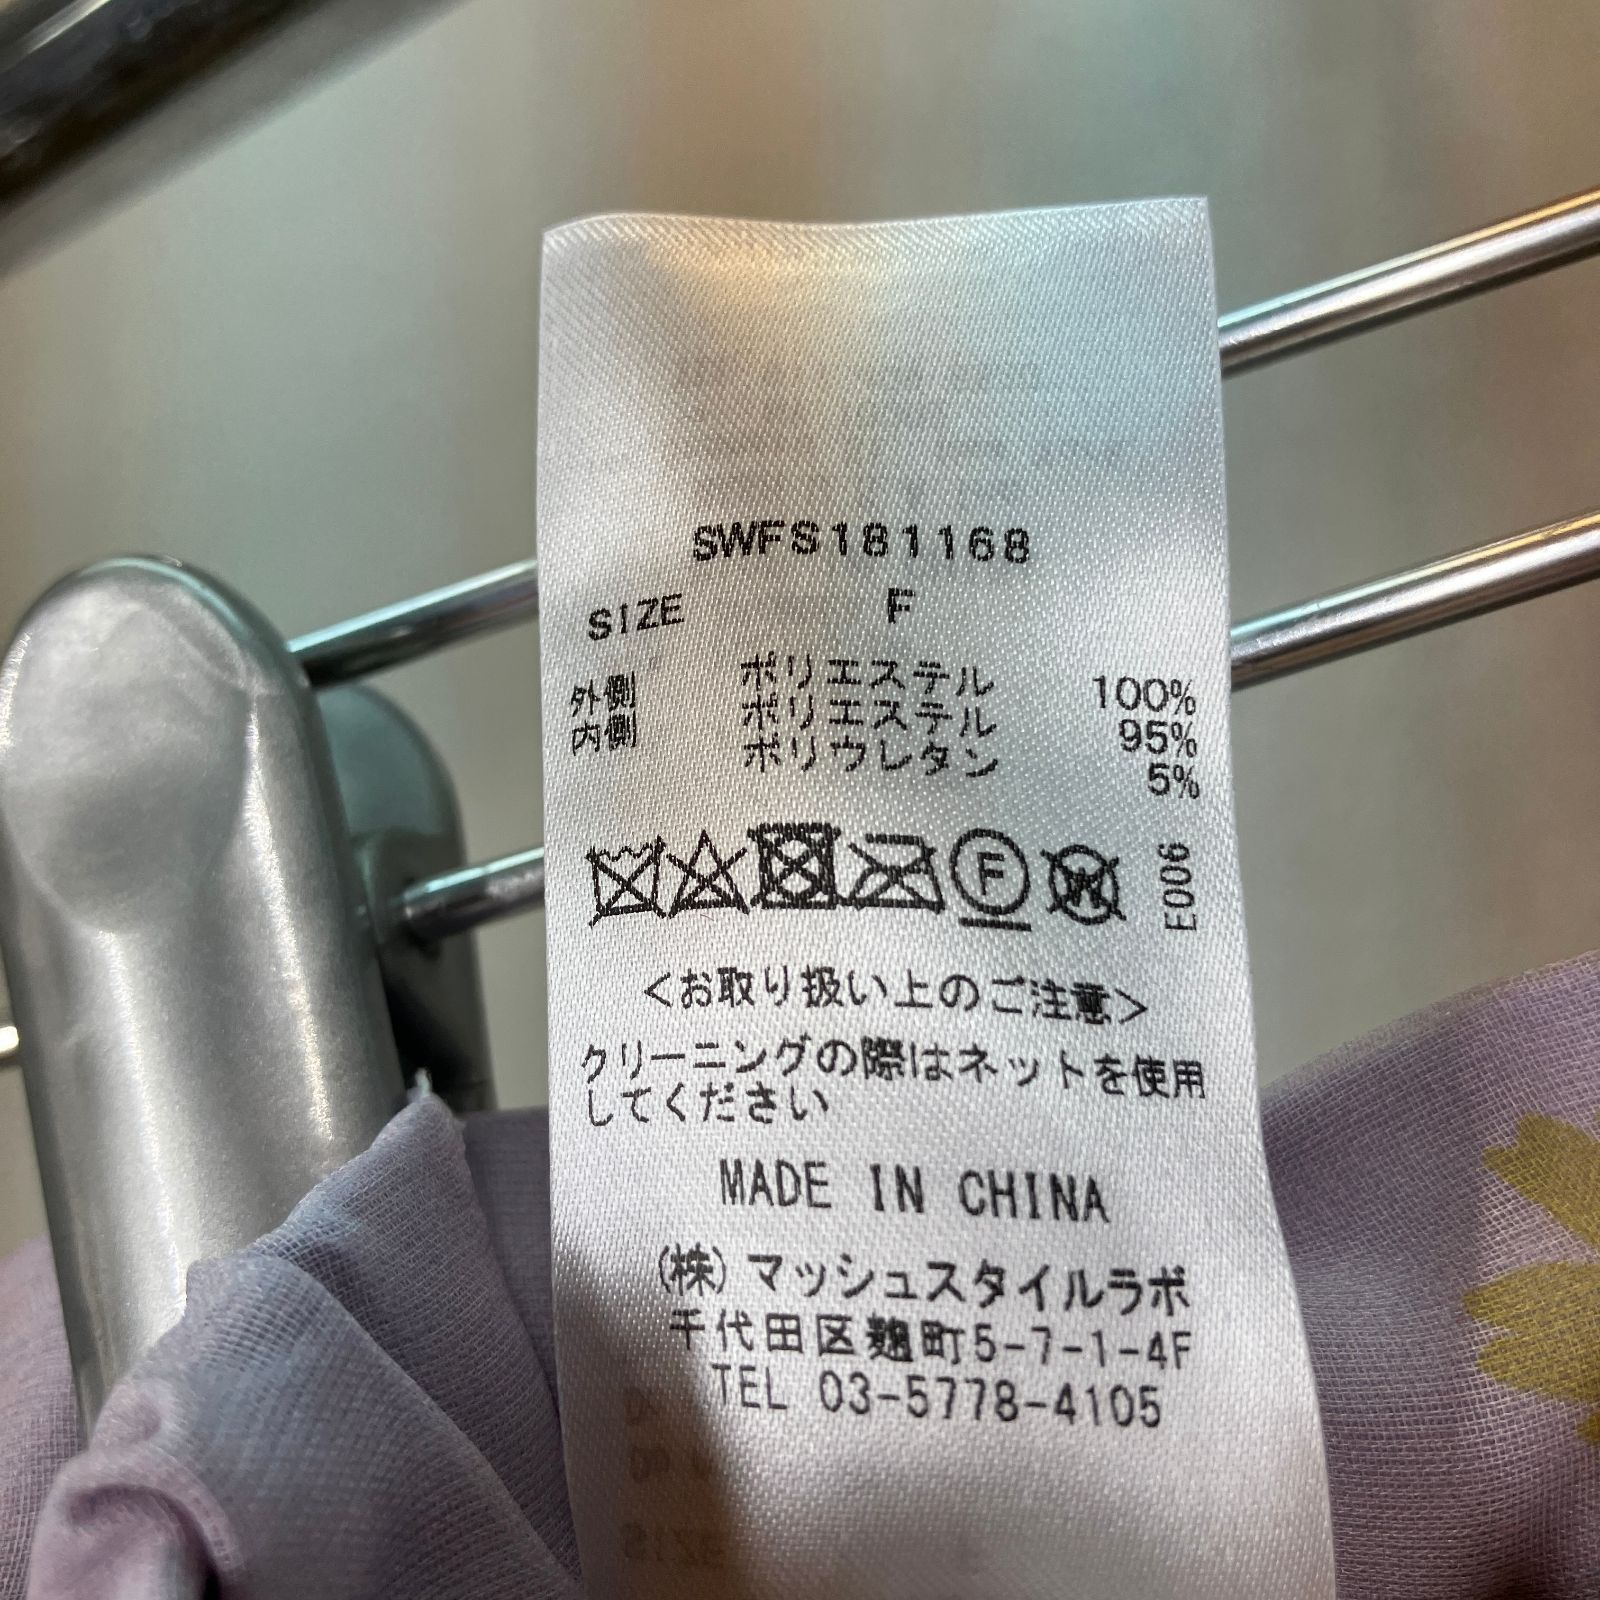 SWFS181168
SIZE F
外側 ポリエステル 100%
内側 ポリエステル 95%
ポリウレタン 5%
F
W
E006
<お取り扱い上のご注意>
クリーニングの際はネットを使用
してください
MADE IN CHINA
(株)マッシュスタイルラボ
千代田区麹町5-7-1-4F
TEL 03-5778-4105